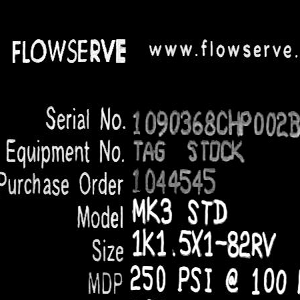 FLOWSERVE www.flowserve.
Serial No. 1090368CHP002B
Equipment No. TAG STOCK
Purchase Order 1044545
Model MK3 STD
Size 1K1.5X1-82RV
MDP 250 PSI @ 100